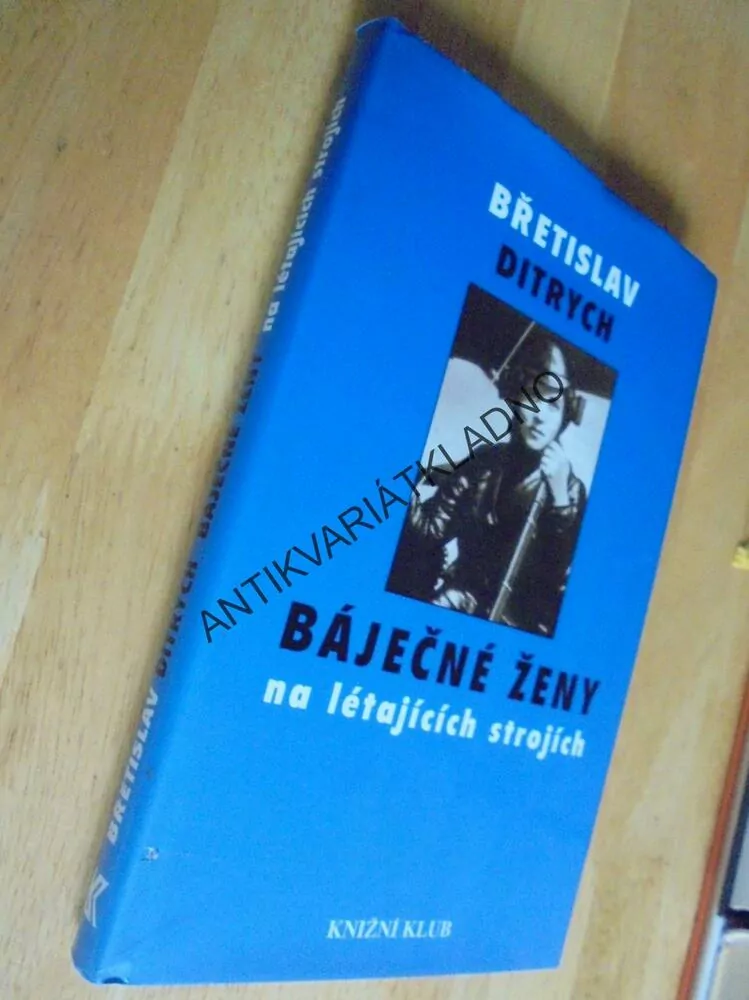 BŘETISLAV
DITRYCH
BÁJEČNÉ ŽENY
na létajících strojích
KNIŽNÍ KLUB
BŘETISLAV DITRYCH BÁJEČNÉ ŽENY na létajících strojích
ANTIKVARIÁTKLADNO